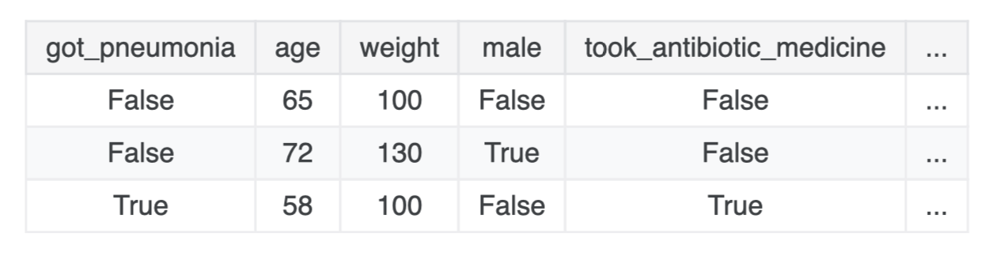 got_pneumonia age weight male took_antibiotic_medicine ...
False 65 100 False False ...
False 72 130 True False ...
True 58 100 False True ...